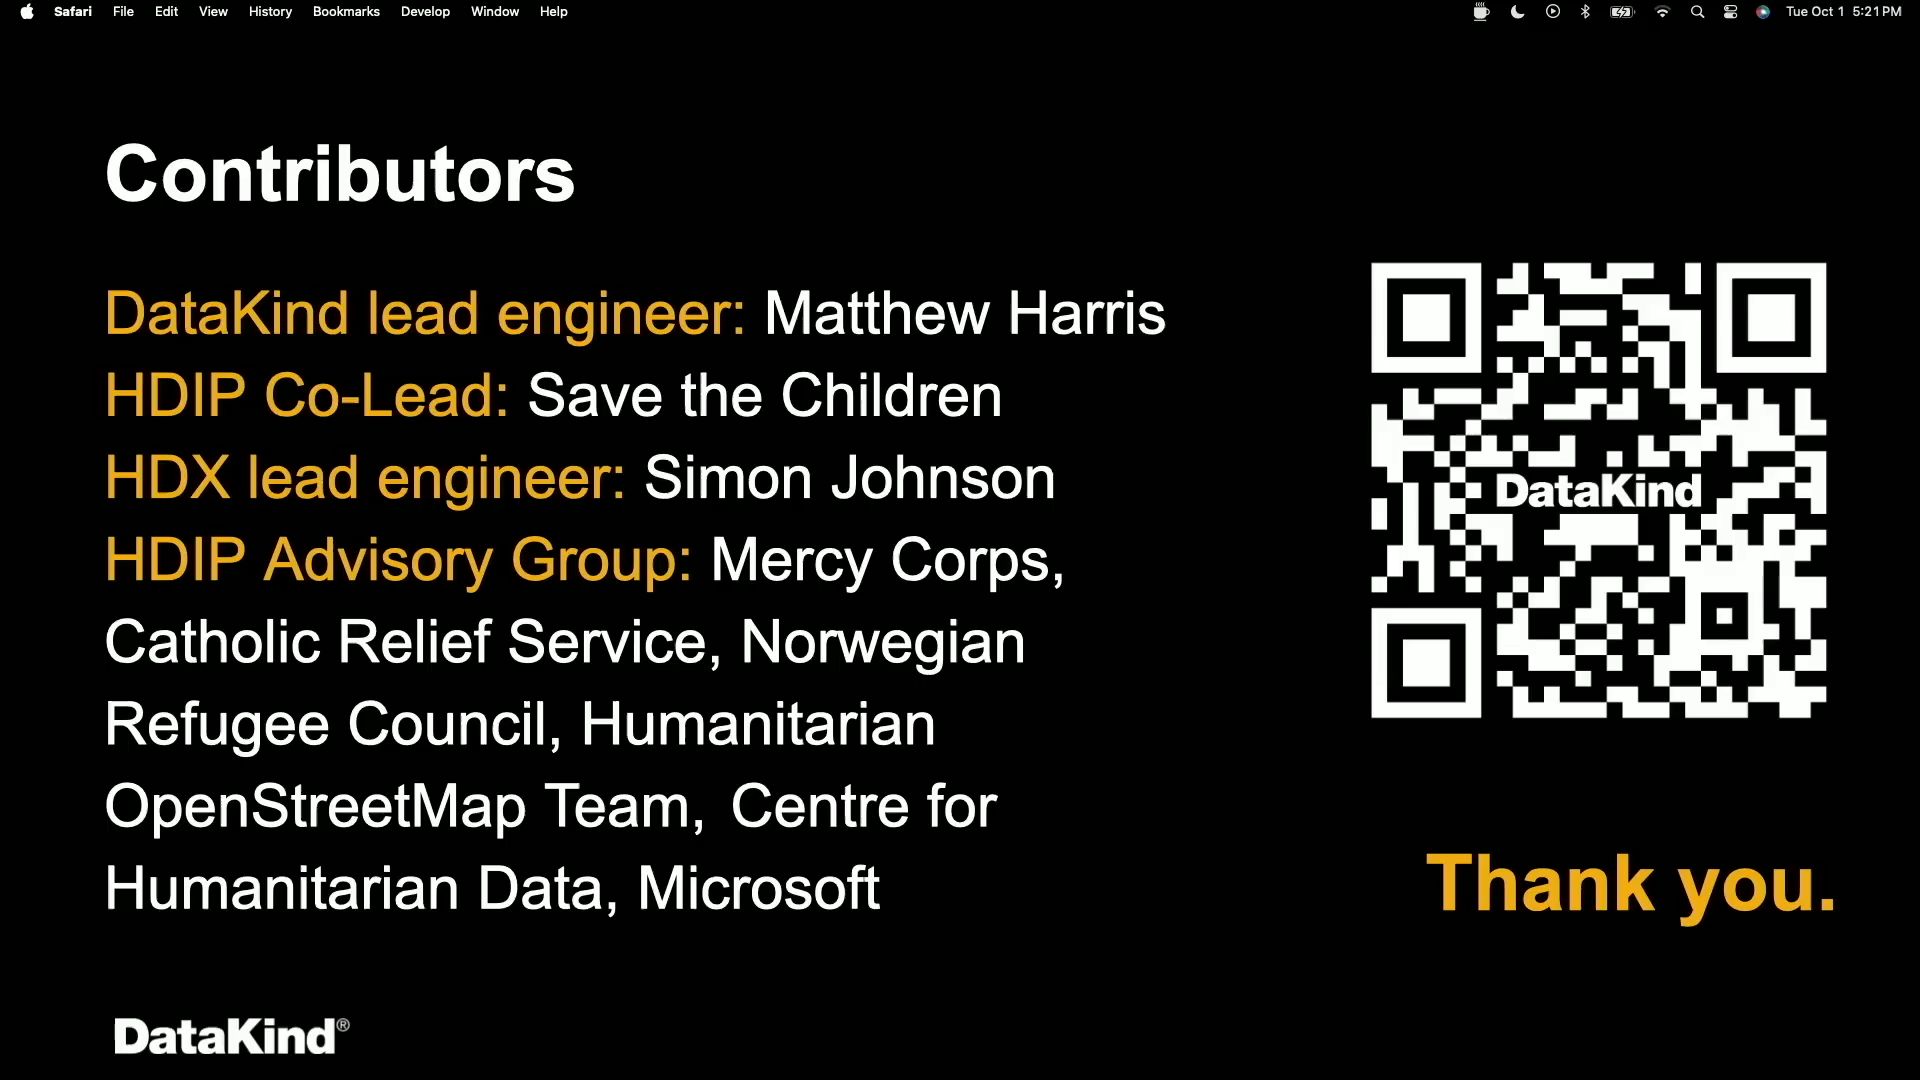 Safari File Edit View History Bookmarks Develop Window Help Tue Oct 1 5:21 PM
Contributors
DataKind lead engineer: Matthew Harris
HDIP Co-Lead: Save the Children
HDX lead engineer: Simon Johnson
HDIP Advisory Group: Mercy Corps,
Catholic Relief Service, Norwegian
Refugee Council, Humanitarian
OpenStreetMap Team, Centre for
Humanitarian Data, Microsoft
DataKind
Thank you.
DataKind®